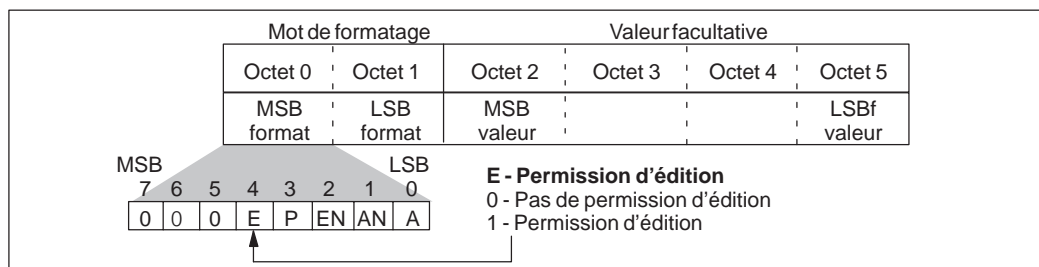 Mot de formatage Valeur facultative
Octet 0 Octet 1 Octet 2 Octet 3 Octet 4 Octet 5
MSB LSB MSB LSBf
format format valeur valeur
MSB LSB
7 6 5 4 3 2 1 0
0 0 0 E P EN AN A
E - Permission d'édition
0 - Pas de permission d'édition
1 - Permission d'édition